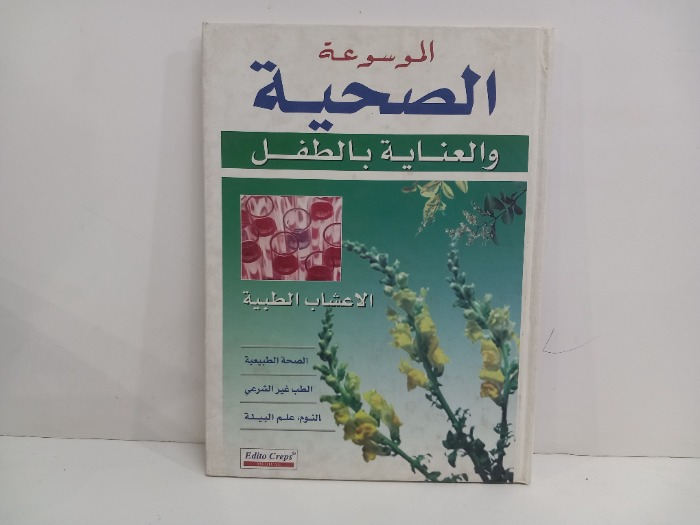 الموسوعة
الصحية
والعناية بالطفل
الاعشاب الطبية
الصحة الطبيعية
الطب غير الشرعي
النوم، علم البيئة
Edito Creps®